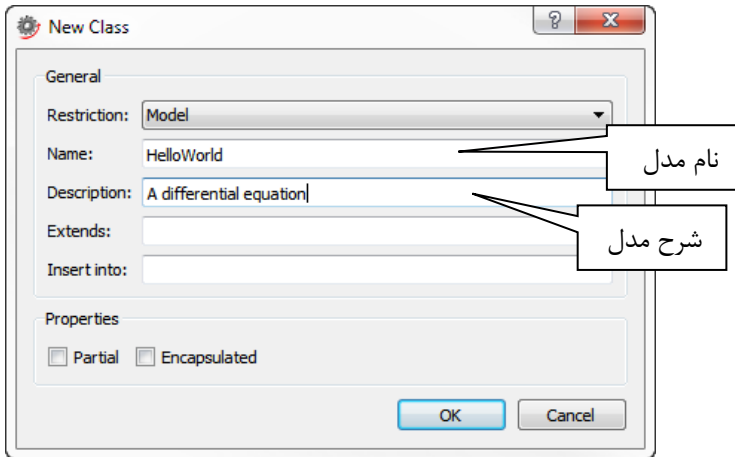 New Class
General
Restriction: Model
Name: HelloWorld
نام مدل
Description: A differential equation
شرح مدل
Extends:
Insert into:
Properties
Partial Encapsulated
OK Cancel